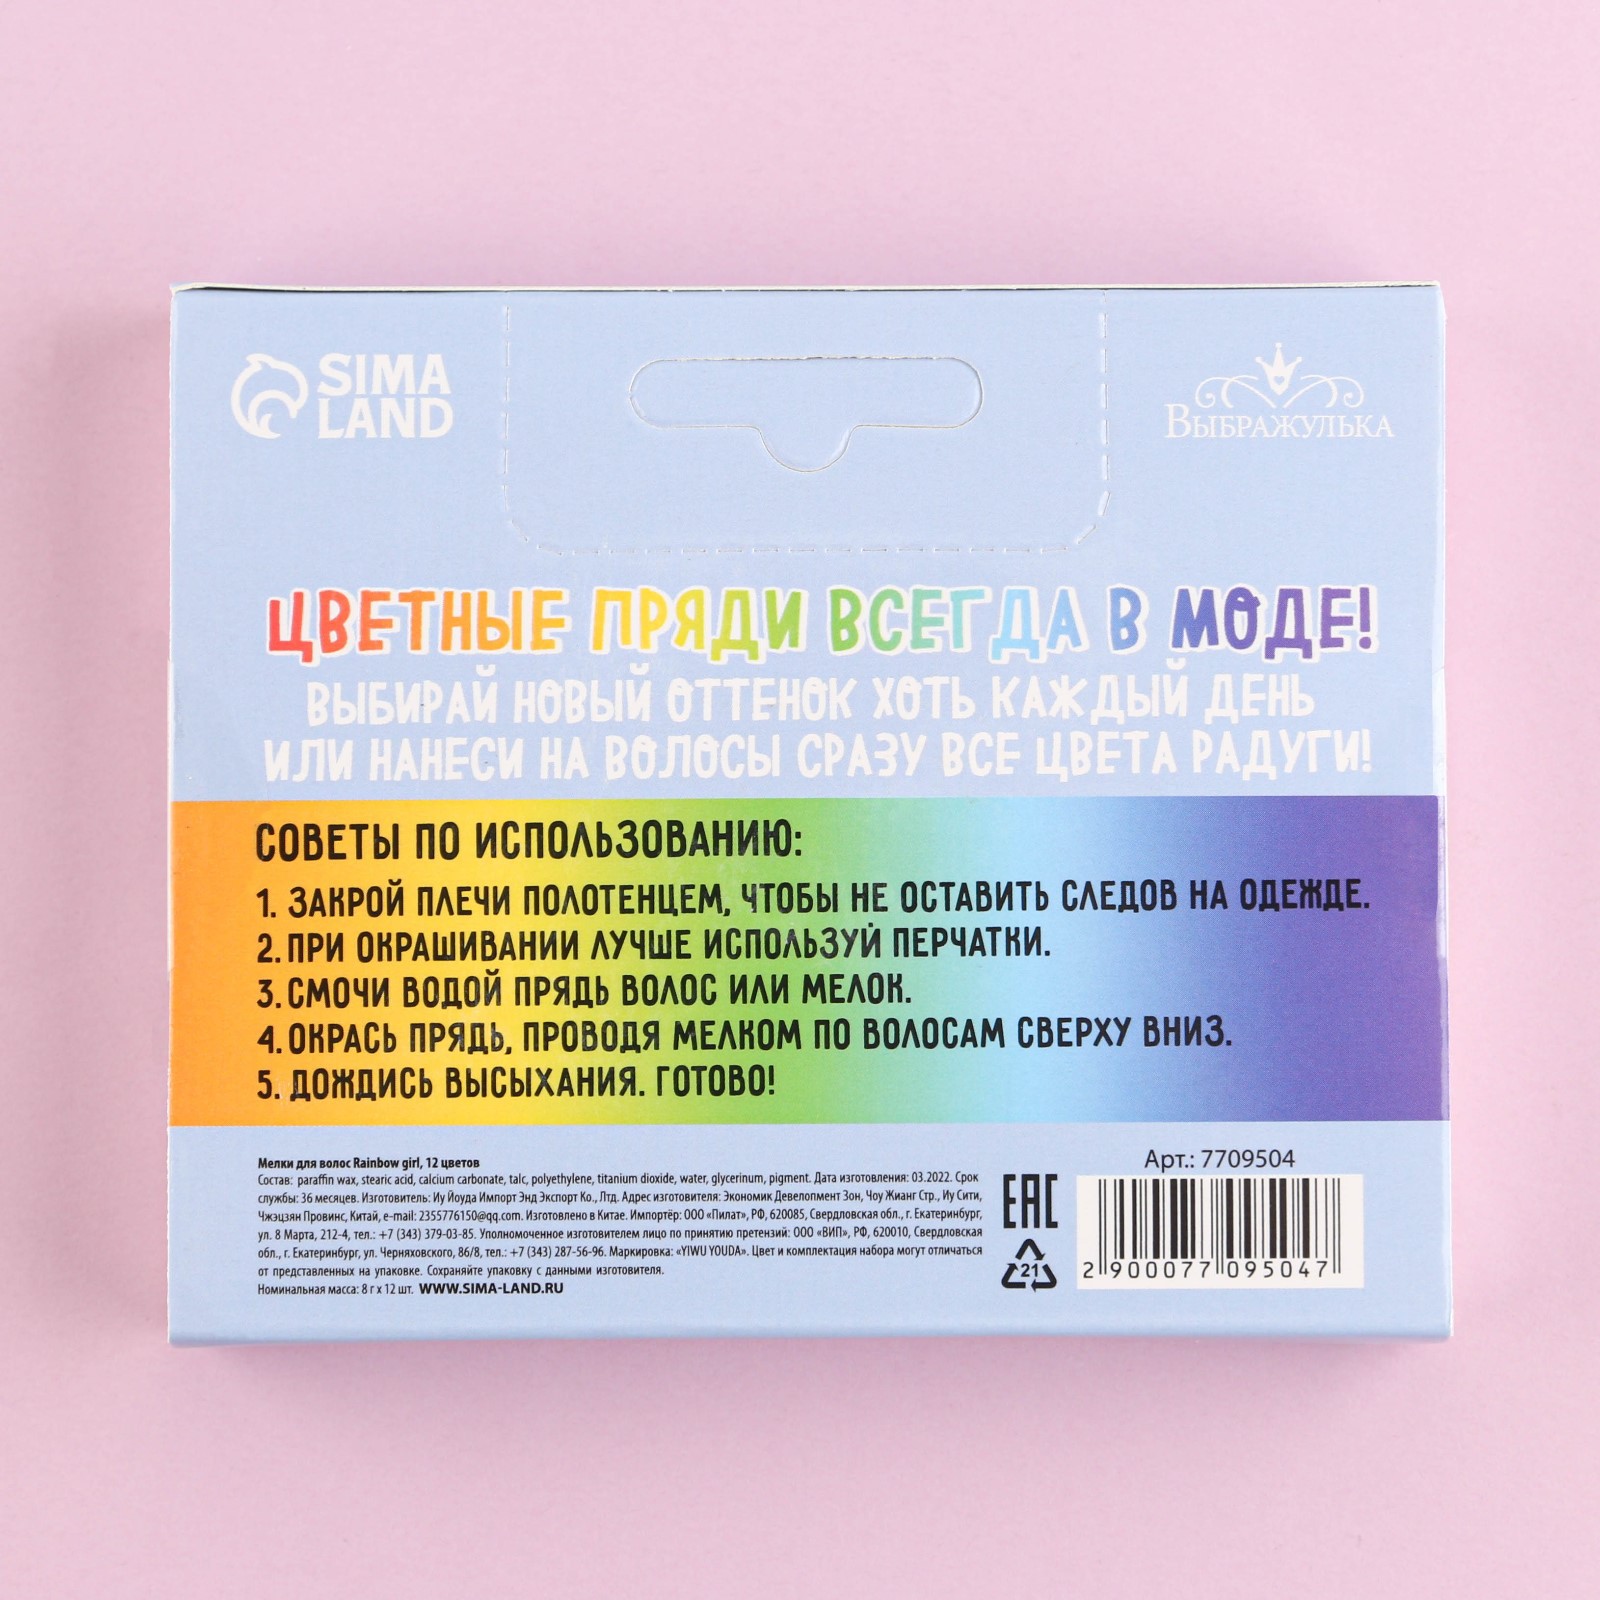 SIMA
LAND
ВЫБРАЖУЛЬКА
ЦВЕТНЫЕ ПРЯДИ ВСЕГДА В МОДЕ!
ВЫБИРАЙ НОВЫЙ ОТТЕНОК ХОТЬ КАЖДЫЙ ДЕНЬ
ИЛИ НАНЕСИ НА ВОЛОСЫ СРАЗУ ВСЕ ЦВЕТА РАДУГИ!
СОВЕТЫ ПО ИСПОЛЬЗОВАНИЮ:
1. ЗАКРОЙ ПЛЕЧИ ПОЛОТЕНЦЕМ, ЧТОБЫ НЕ ОСТАВИТЬ СЛЕДОВ НА ОДЕЖДЕ.
2. ПРИ ОКРАШИВАНИИ ЛУЧШЕ ИСПОЛЬЗУЙ ПЕРЧАТКИ.
3. СМОЧИ ВОДОЙ ПРЯДЬ ВОЛОС ИЛИ МЕЛОК.
4. ОКРАСЬ ПРЯДЬ, ПРОВОДЯ МЕЛКОМ ПО ВОЛОСАМ СВЕРХУ ВНИЗ.
5. ДОЖДИСЬ ВЫСЫХАНИЯ. ГОТОВО!
Мелки для волос Rainbow girl, 12 цветов
Состав: paraffin wax, stearic acid, calcium carbonate, talc, polyethylene, titanium dioxide, water, glycerinum, pigment. Дата изготовления: 03.2022. Срок
службы: 36 месяцев. Изготовитель: Иу Йоуда Импорт Энд Экспорт Ко., Лтд. Адрес изготовителя: Экономик Девелопмент Зон, Чоу Жианг Стр., Иу Сити,
Чжэцзян Провинс, Китай, e-mail: 2355776150@qq.com. Изготовлено в Китае. Импортёр: ООО «Пилат», РФ, 620085, Свердловская обл., г. Екатеринбург,
ул. 8 Марта, 212-4, тел.: +7 (343) 379-03-85. Уполномоченное изготовителем лицо по принятию претензий: ООО «ВИП», РФ, 620010, Свердловская
обл., г. Екатеринбург, ул. Черняховского, 86/8, тел.: +7 (343) 287-56-96. Маркировка: «YIWU YOUDA». Цвет и комплектация набора могут отличаться
от представленных на упаковке. Сохраняйте упаковку с данными изготовителя.
Номинальная масса: 8 г х 12 шт. WWW.SIMA-LAND.RU
EAC
21
Арт.: 7709504
2 900077 095047